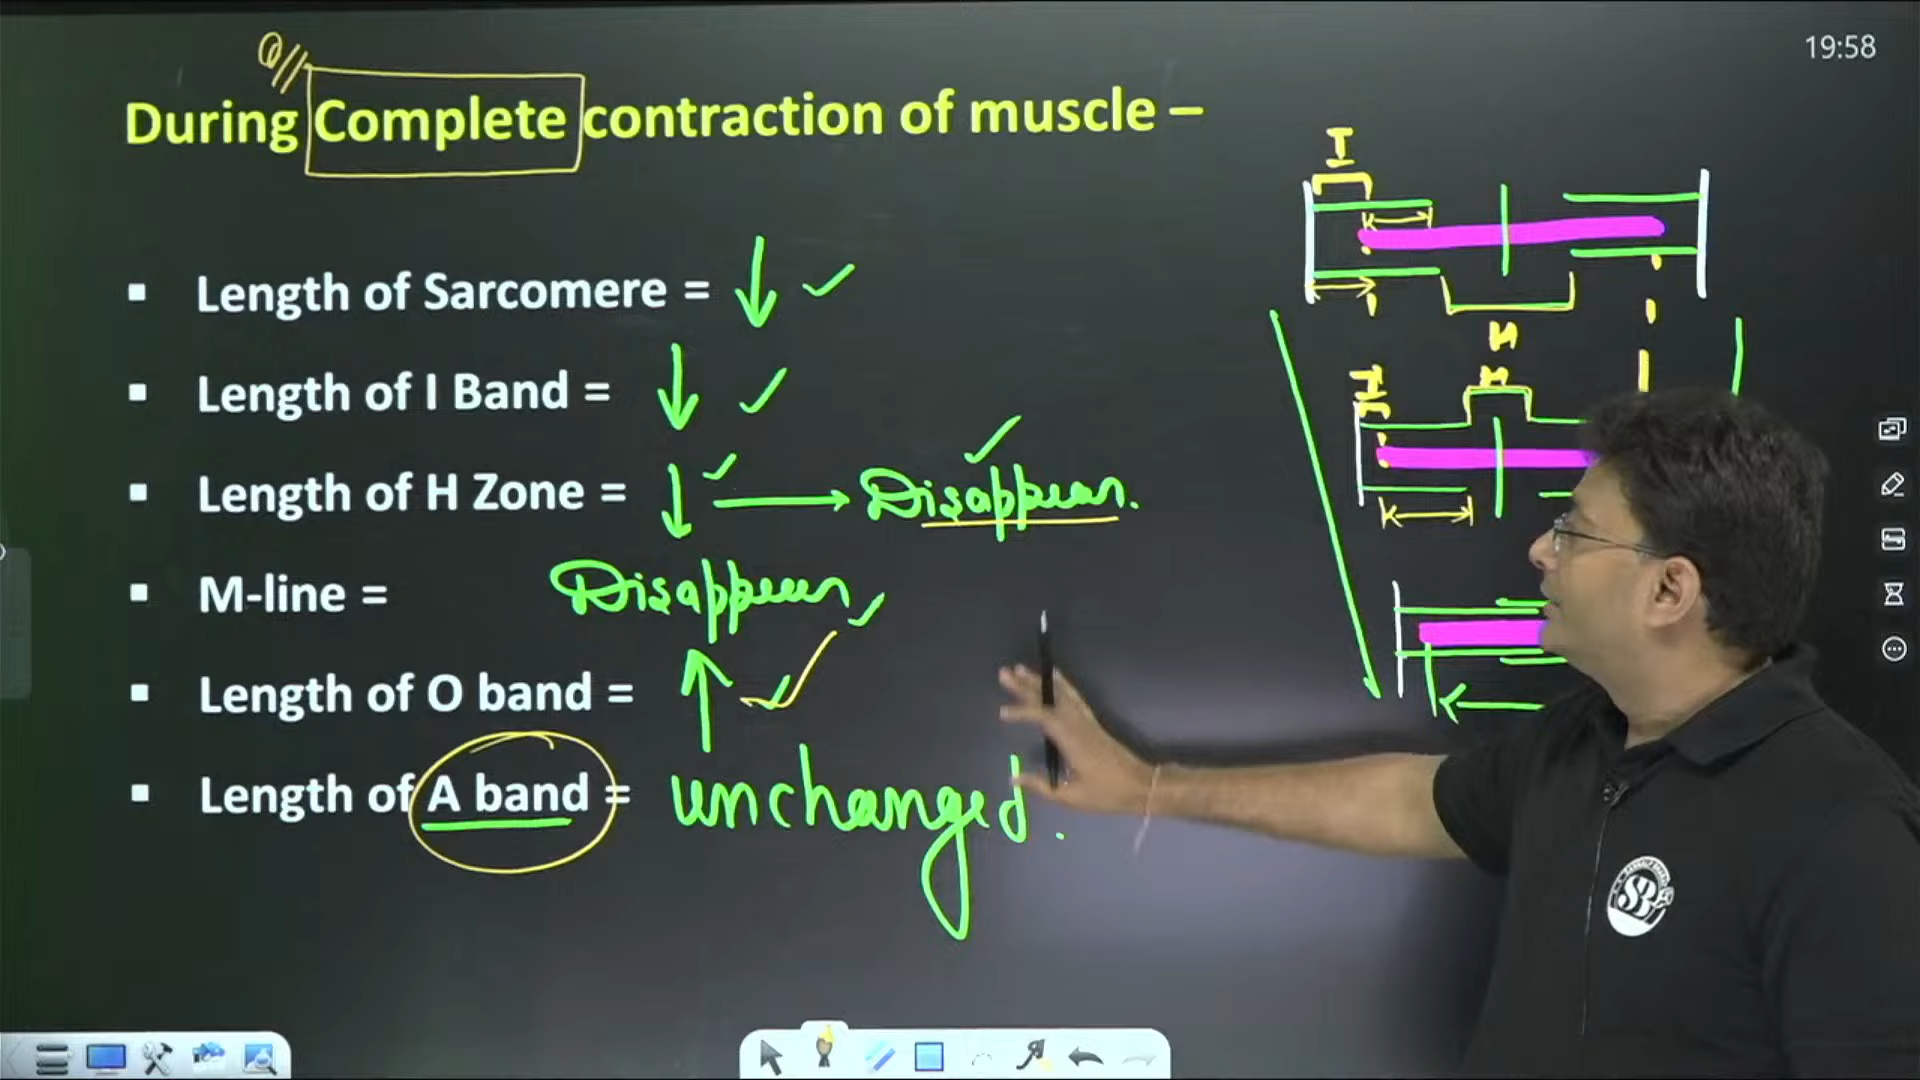 19:58
Q//
During Complete contraction of muscle –
▪ Length of Sarcomere = ↓ ✓
▪ Length of I Band = ↓ ✓
▪ Length of H Zone = ↓ ✓ → Disappear. ✓
▪ M-line = Disappear ✓
▪ Length of O band = ↑ ✓
▪ Length of A band = unchanged.
I
H
I
H
SBS